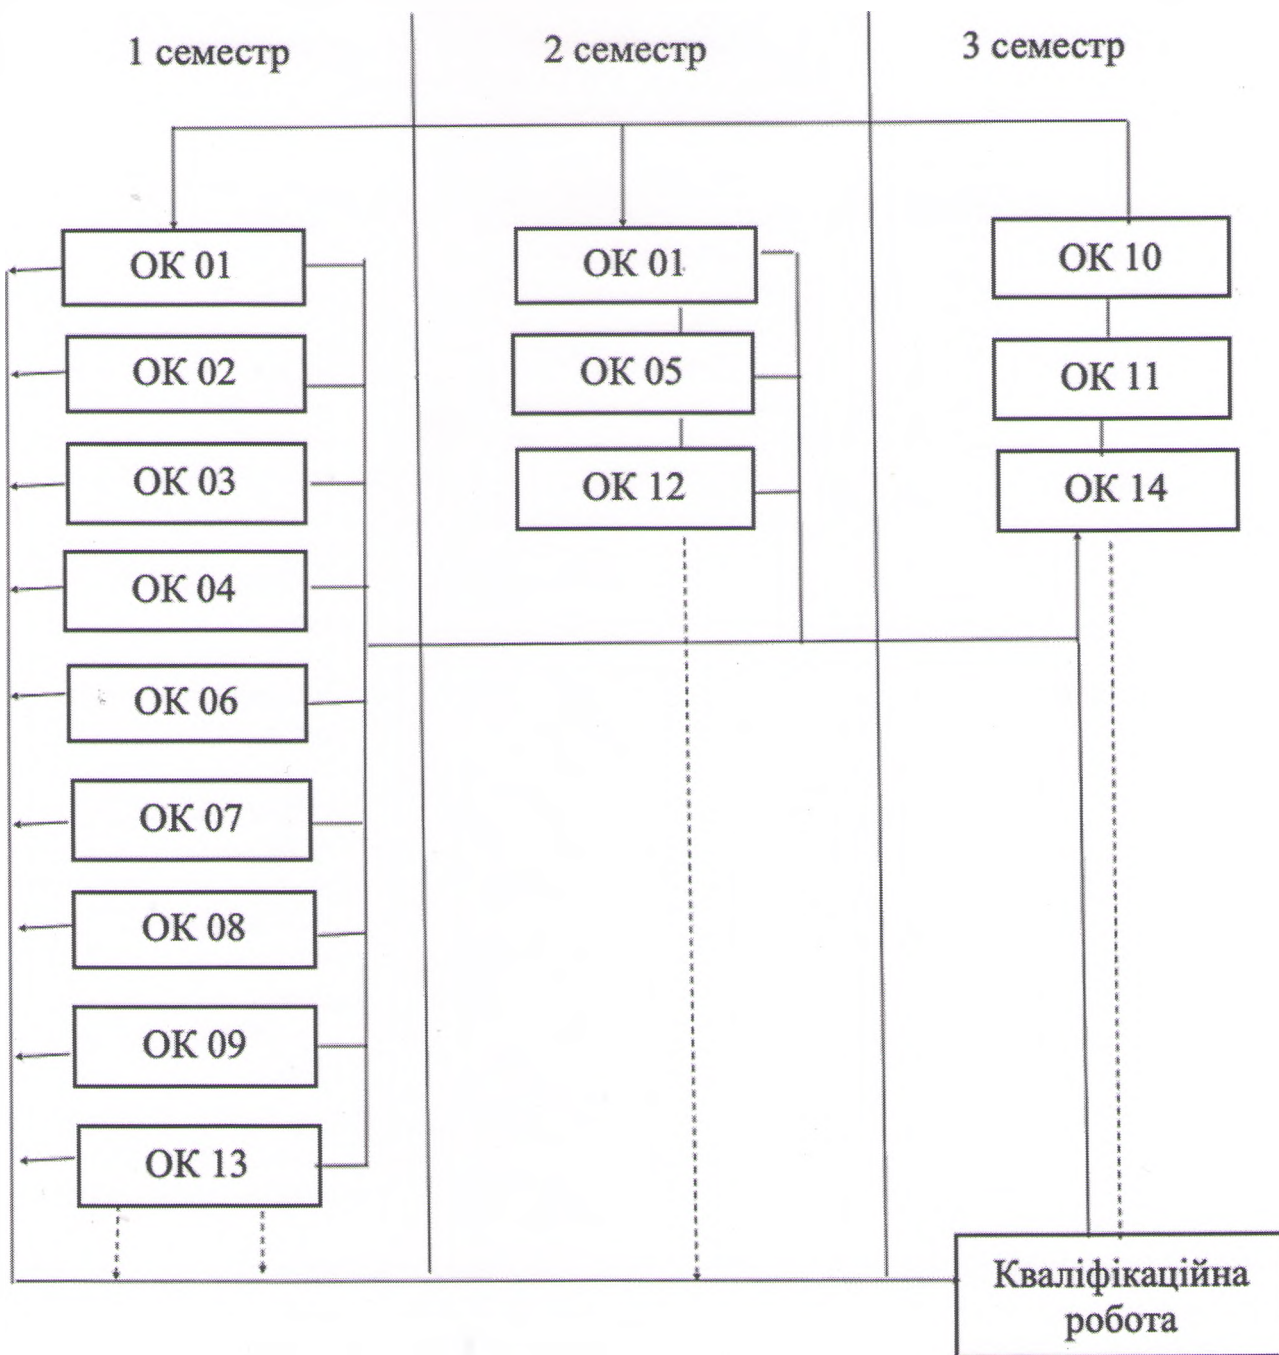 1 семестр
2 семестр
3 семестр
ОК 01
ОК 02
ОК 03
ОК 04
ОК 06
ОК 07
ОК 08
ОК 09
ОК 13
ОК 01
ОК 05
ОК 12
ОК 10
ОК 11
ОК 14
Кваліфікаційна
робота